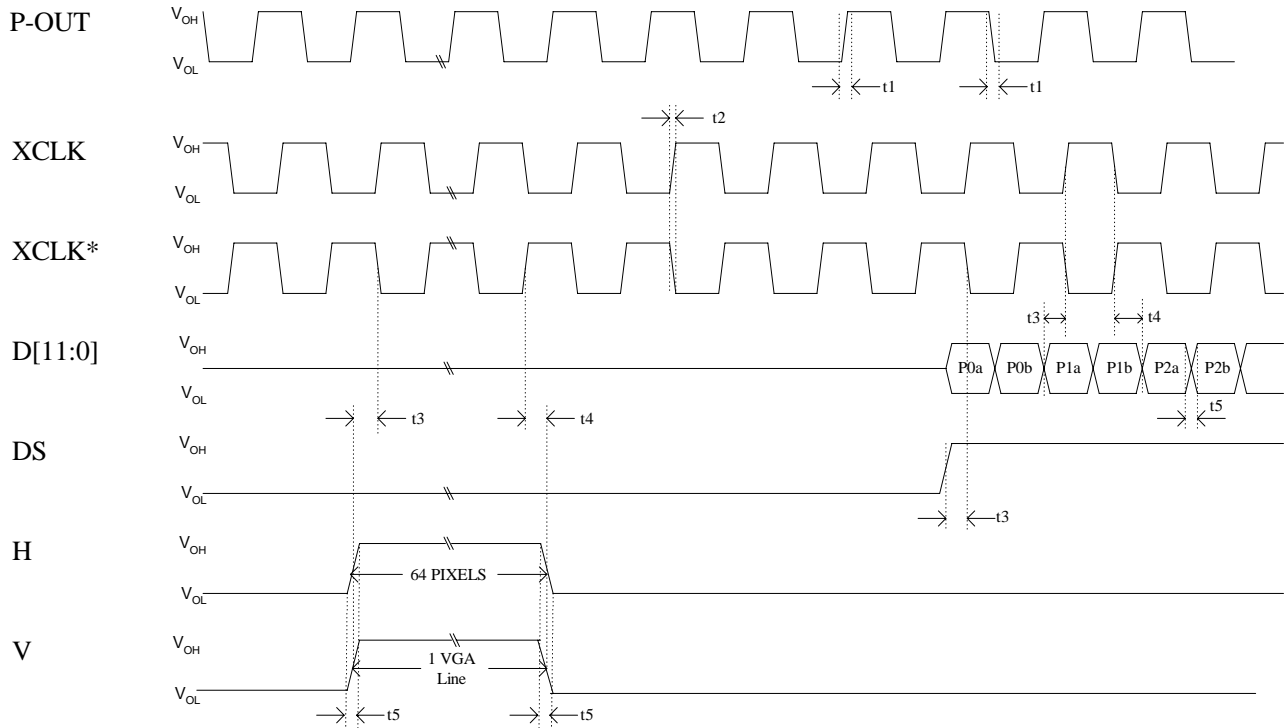 P-OUT
VOH
VOL
t1
t1
t2
XCLK
VOH
VOL
XCLK*
VOH
VOL
t3
t4
D[11:0]
VOH
P0a P0b P1a P1b P2a P2b
VOL
t3
t4
t5
DS
VOH
VOL
t3
H
VOH
64 PIXELS
VOL
V
VOH
1 VGA
Line
VOL
t5
t5